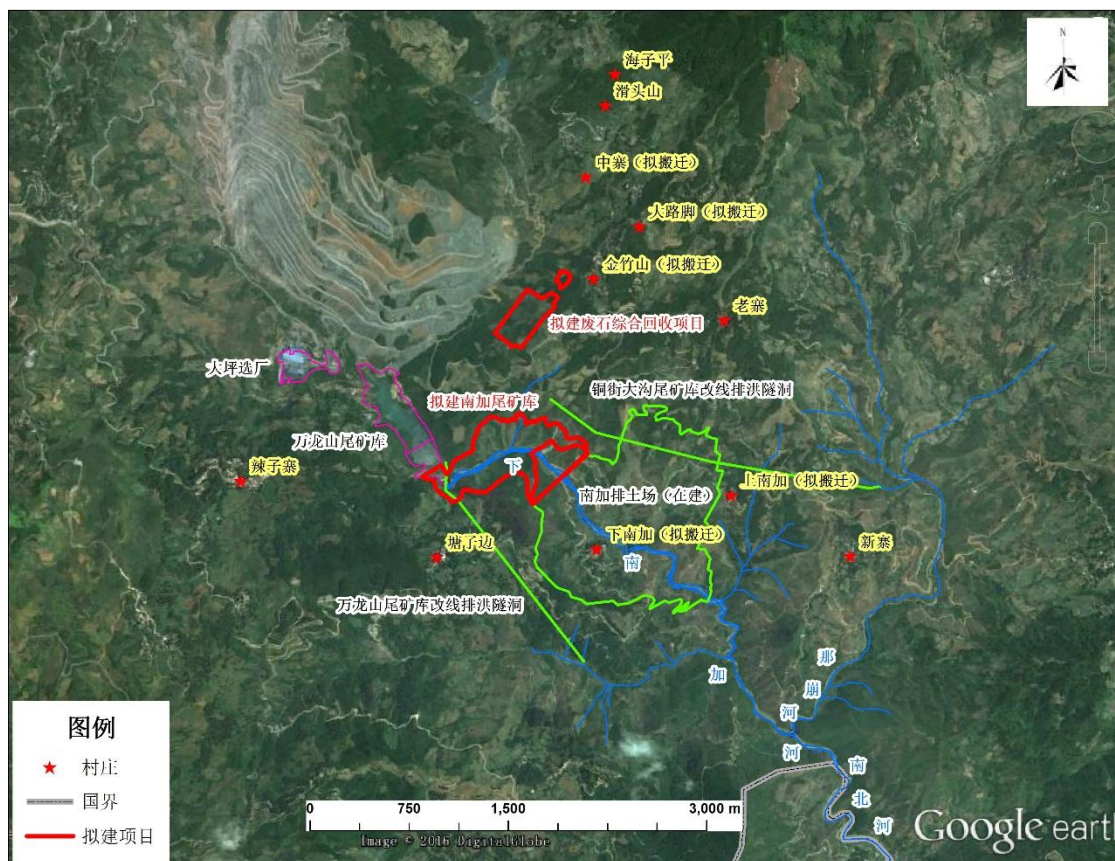 N
海子平
滑头山
中寨（拟搬迁）
大路脚（拟搬迁）
金竹山（拟搬迁）
老寨
拟建废石综合回收项目
大坪选厂
拟建南加尾矿库
铜街大沟尾矿库改线排洪隧洞
万龙山尾矿库
下
辣子寨
上南加（拟搬迁）
南加排土场（在建）
下南加（拟搬迁）
新寨
塘子边
南
万龙山尾矿库改线排洪隧洞
加
那
崩
河
河
南
北
河
图例
村庄
国界
拟建项目
0 750 1,500 3,000 m
Image © 2016 DigitalGlobe
Google earth